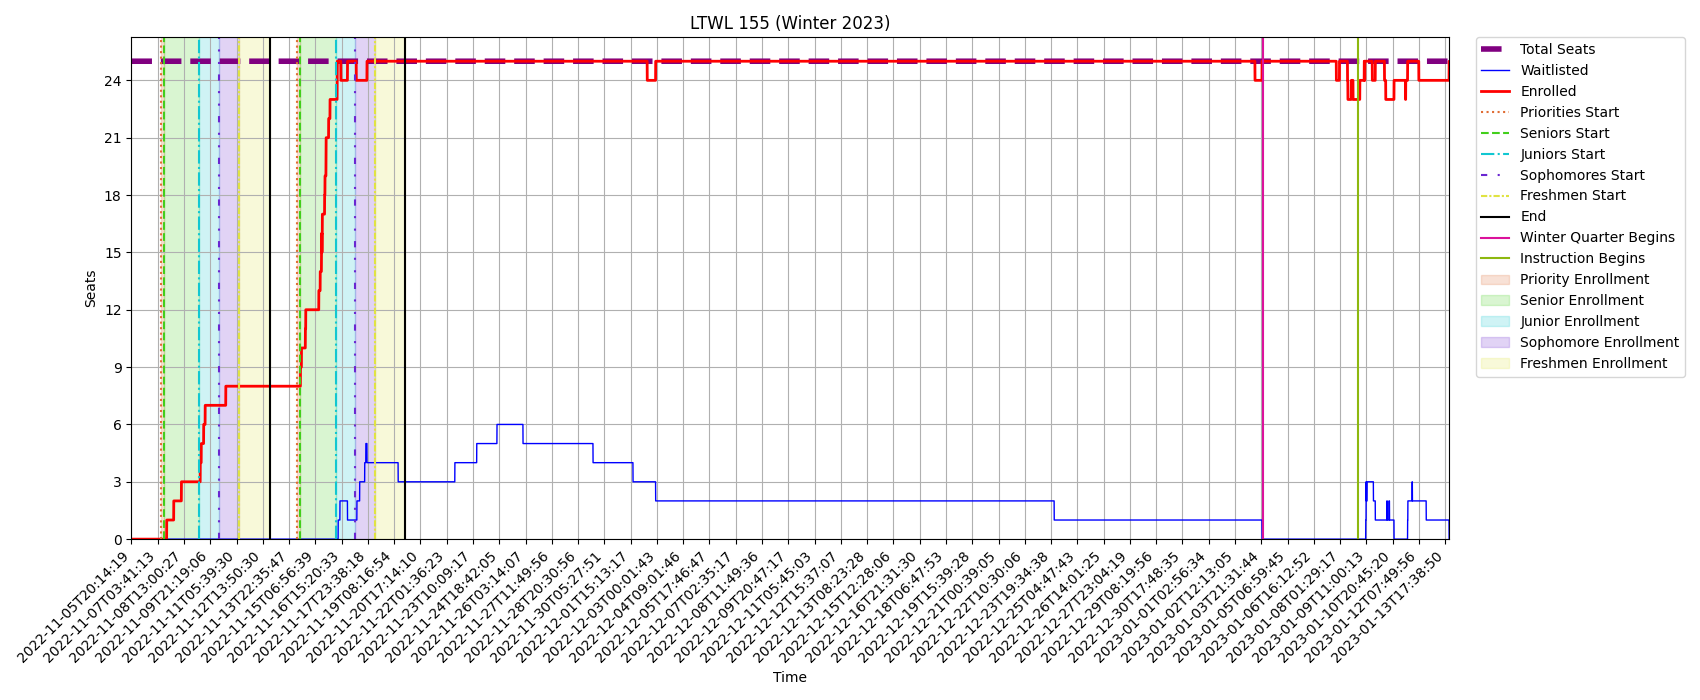 LTWL 155 (Winter 2023)
Seats
24
21
18
15
12
9
6
3
0
2022-11-05T20:14:19
2022-11-07T03:41:13
2022-11-08T13:00:27
2022-11-09T21:19:06
2022-11-11T05:39:30
2022-11-12T13:50:30
2022-11-13T22:35:47
2022-11-15T06:56:39
2022-11-16T15:20:33
2022-11-17T23:38:18
2022-11-19T08:16:54
2022-11-20T17:14:10
2022-11-22T01:36:23
2022-11-23T10:09:17
2022-11-24T18:42:05
2022-11-26T03:14:07
2022-11-27T11:49:56
2022-11-28T20:30:56
2022-11-30T05:27:51
2022-12-01T15:13:17
2022-12-03T00:01:43
2022-12-04T09:01:46
2022-12-05T17:46:47
2022-12-07T02:35:17
2022-12-08T11:49:36
2022-12-09T20:47:17
2022-12-11T05:45:03
2022-12-12T15:37:07
2022-12-14T02:08:23:28
2022-12-15T12:28:06
2022-12-16T21:31:30
2022-12-18T06:47:53
2022-12-19T15:39:28
2022-12-21T00:39:05
2022-12-22T10:30:06
2022-12-23T19:34:38
2022-12-25T04:47:43
2022-12-26T14:01:25
2022-12-27T23:04:19
2022-12-29T08:19:56
2022-12-30T17:48:35
2023-01-01T02:56:34
2023-01-02T12:13:05
2023-01-03T21:31:44
2023-01-05T06:59:45
2023-01-06T16:12:52
2023-01-08T01:29:17
2023-01-09T11:00:13
2023-01-10T20:45:20
2023-01-12T07:49:56
2023-01-13T17:38:50
Time
Total Seats
Waitlisted
Enrolled
Priorities Start
Seniors Start
Juniors Start
Sophomores Start
Freshmen Start
End
Winter Quarter Begins
Instruction Begins
Priority Enrollment
Senior Enrollment
Junior Enrollment
Sophomore Enrollment
Freshmen Enrollment